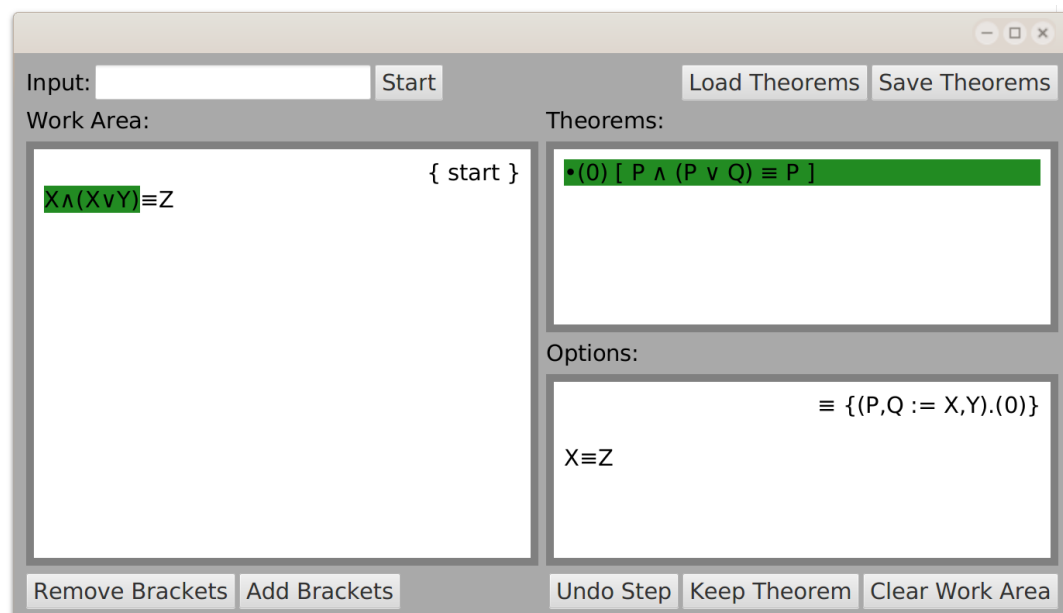 Input: Start Load Theorems Save Theorems
Work Area:
{ start }
X∧(X∨Y)≡Z
Theorems:
•(0) [ P ∧ (P ∨ Q) ≡ P ]
Options:
≡ {(P,Q := X,Y).(0)}
X≡Z
Remove Brackets Add Brackets Undo Step Keep Theorem Clear Work Area